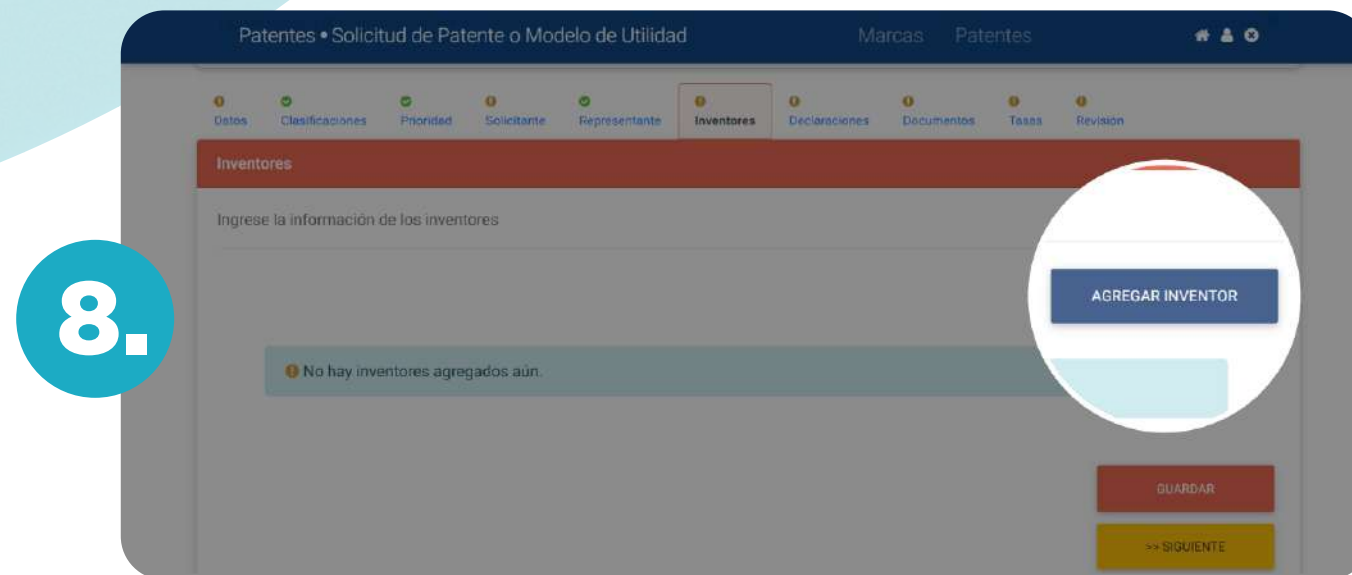 Patentes • Solicitud de Patente o Modelo de Utilidad Marcas Patentes
Datos Clasificaciones Prioridad Solicitante Representante Inventores Declaraciones Documentos Tasas Revisión
Inventores
Ingrese la información de los inventores
AGREGAR INVENTOR
8.
No hay inventores agregados aún.
GUARDAR
>> SIGUIENTE